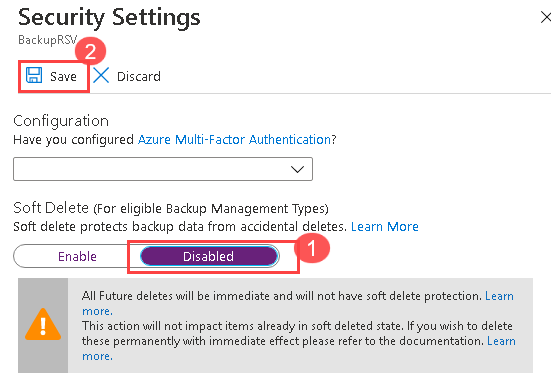 Security Settings
BackupRSV
2
Save Discard
Configuration
Have you configured Azure Multi-Factor Authentication?
Soft Delete (For eligible Backup Management Types)
Soft delete protects backup data from accidental deletes. Learn More
1
Enable Disabled
All Future deletes will be immediate and will not have soft delete protection. Learn
more.
This action will not impact items already in soft deleted state. If you wish to delete
these permanently with immediate effect please refer to the documentation. Learn
more.